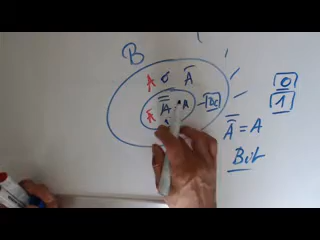 B
A o Ā
0
Ā A̿ A
1
A̿ = A
Bit